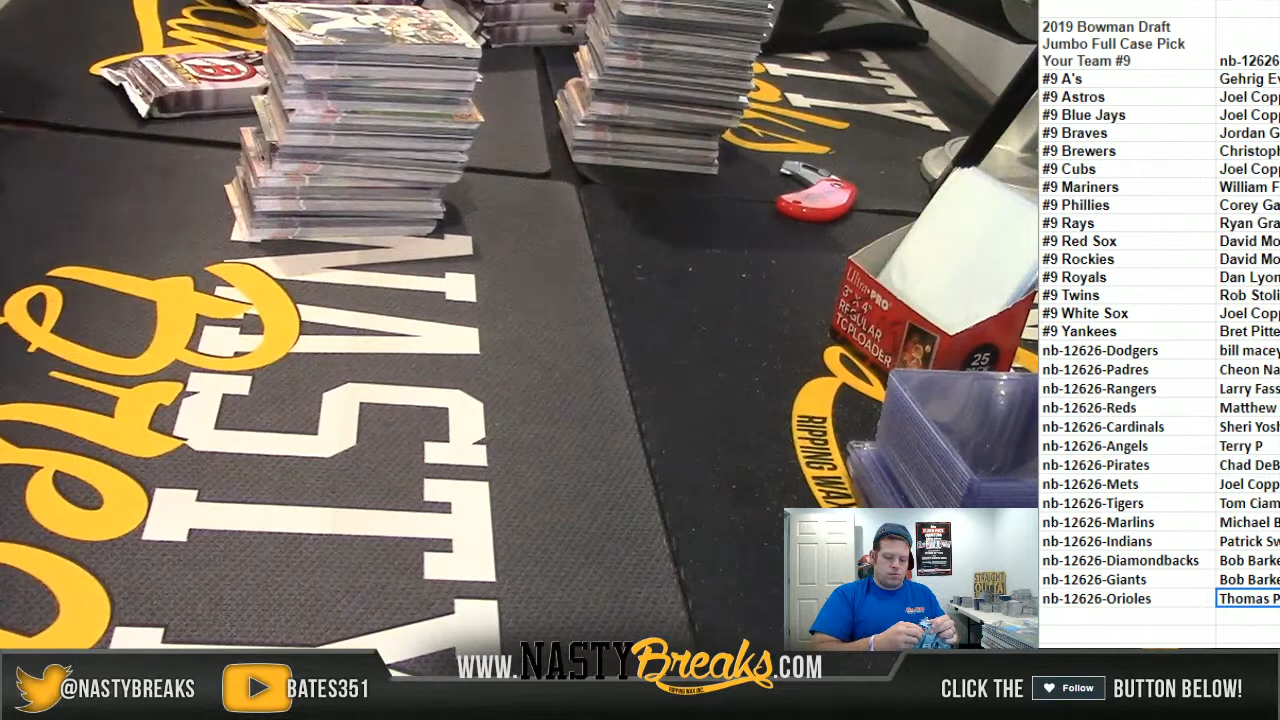 2019 Bowman Draft
Jumbo Full Case Pick
Your Team #9
nb-12626
#9 A's
Gehrig Ev
#9 Astros
Joel Copp
#9 Blue Jays
Joel Copp
#9 Braves
Jordan G
#9 Brewers
Christoph
#9 Cubs
Joel Copp
#9 Mariners
William F
#9 Phillies
Corey Ga
#9 Rays
Ryan Gra
#9 Red Sox
David Mo
#9 Rockies
David Mo
#9 Royals
Dan Lyon
#9 Twins
Rob Stoli
#9 White Sox
Joel Copp
#9 Yankees
Bret Pitte
nb-12626-Dodgers
bill macey
nb-12626-Padres
Cheon Na
nb-12626-Rangers
Larry Fass
nb-12626-Reds
Matthew
nb-12626-Cardinals
Sheri Yosh
nb-12626-Angels
Terry P
nb-12626-Pirates
Chad DeB
nb-12626-Mets
Joel Copp
nb-12626-Tigers
Tom Ciam
nb-12626-Marlins
Michael
nb-12626-Indians
Patrick Sw
nb-12626-Diamondbacks
Bob Barke
nb-12626-Giants
Bob Barke
nb-12626-Orioles
Thomas P
Ultra-PRO
3" X 4"
REGULAR
TOPLOADER
25
RIPPING WAX
STRAIGHT
OUTTA
@NASTYBREAKS
BATES351
WWW.NASTYBreaks.COM
RIPPING WAX INC.
CLICK THE Follow BUTTON BELOW!